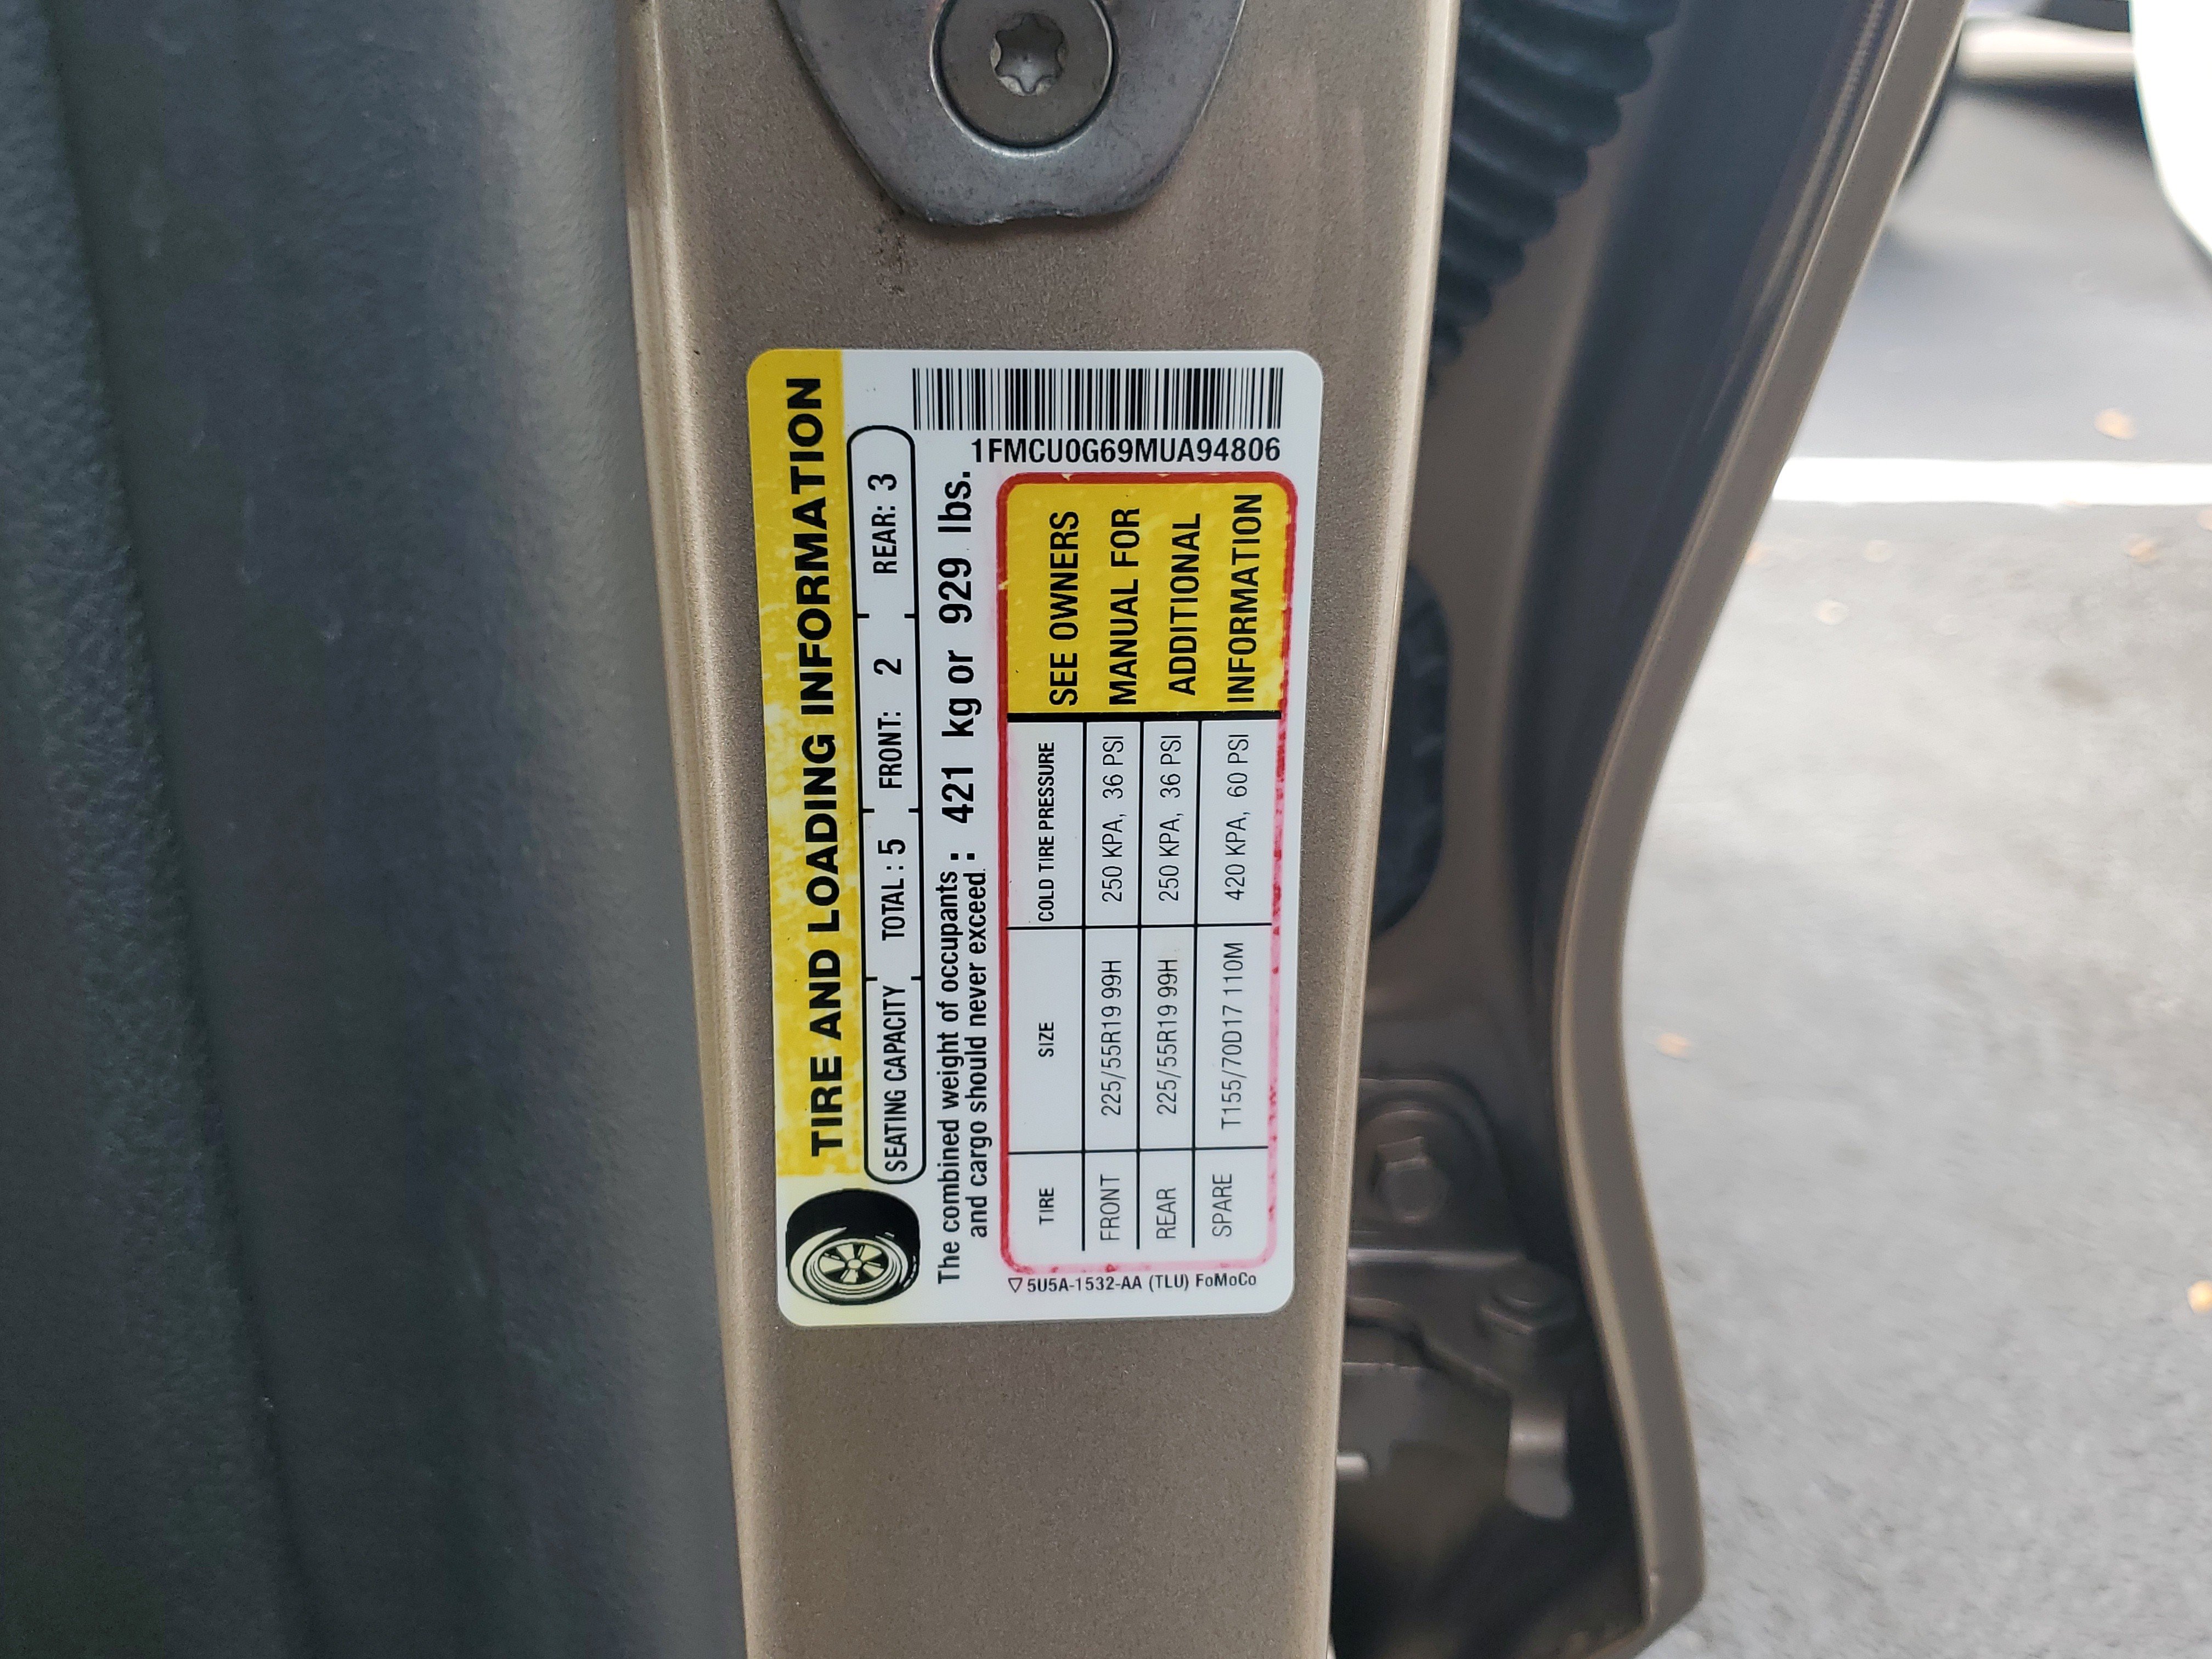 TIRE AND LOADING INFORMATION
SEATING CAPACITY TOTAL : 5 FRONT: 2 REAR: 3
The combined weight of occupants : 421 kg or 929 lbs.
and cargo should never exceed.
1FMCU0G69MUA94806
TIRE SIZE COLD TIRE PRESSURE
FRONT 225/55R19 99H 250 KPA, 36 PSI
REAR 225/55R19 99H 250 KPA, 36 PSI
SPARE T155/70D17 110M 420 KPA, 60 PSI
SEE OWNERS
MANUAL FOR
ADDITIONAL
INFORMATION
5U5A-1532-AA (TLU) FoMoCo